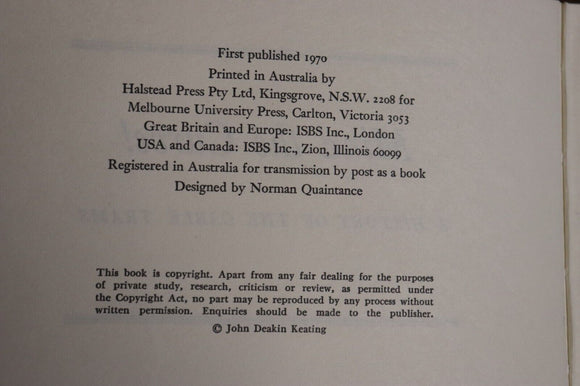 First published 1970
Printed in Australia by
Halstead Press Pty Ltd, Kingsgrove, N.S.W. 2208 for
Melbourne University Press, Carlton, Victoria 3053
Great Britain and Europe: ISBS Inc., London
USA and Canada: ISBS Inc., Zion, Illinois 60099
Registered in Australia for transmission by post as a book
Designed by Norman Quaintance
This book is copyright. Apart from any fair dealing for the purposes
of private study, research, criticism or review, as permitted under
the Copyright Act, no part may be reproduced by any process without
written permission. Enquiries should be made to the publisher.
© John Deakin Keating